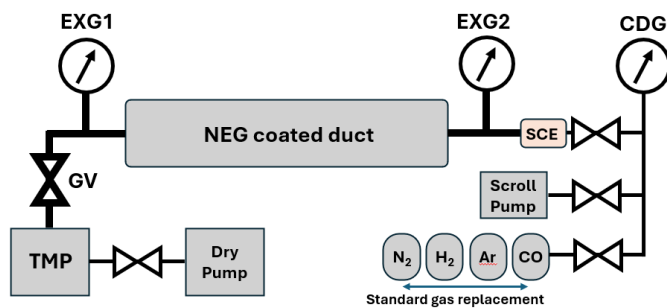 EXG1
EXG2
CDG
NEG coated duct
SCE
GV
Scroll
Pump
TMP
Dry
Pump
N₂
H₂
Ar
CO
Standard gas replacement